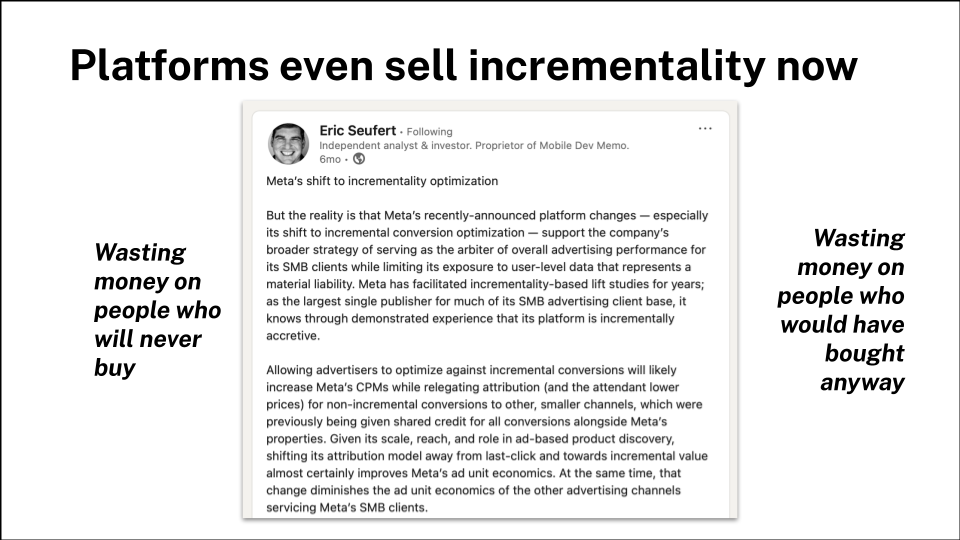 Platforms even sell incrementality now
Eric Seufert • Following
Independent analyst & investor. Proprietor of Mobile Dev Memo.
6mo •
Meta's shift to incrementality optimization
But the reality is that Meta's recently-announced platform changes — especially
its shift to incremental conversion optimization — support the company's
broader strategy of serving as the arbiter of overall advertising performance for
its SMB clients while limiting its exposure to user-level data that represents a
material liability. Meta has facilitated incrementality-based lift studies for years;
as the largest single publisher for much of its SMB advertising client base, it
knows through demonstrated experience that its platform is incrementally
accretive.
Allowing advertisers to optimize against incremental conversions will likely
increase Meta's CPMs while relegating attribution (and the attendant lower
prices) for non-incremental conversions to other, smaller channels, which were
previously being given shared credit for all conversions alongside Meta's
properties. Given its scale, reach, and role in ad-based product discovery,
shifting its attribution model away from last-click and towards incremental value
almost certainly improves Meta's ad unit economics. At the same time, that
change diminishes the ad unit economics of the other advertising channels
servicing Meta's SMB clients.
Wasting
money on
people who
will never
buy
Wasting
money on
people who
would have
bought
anyway